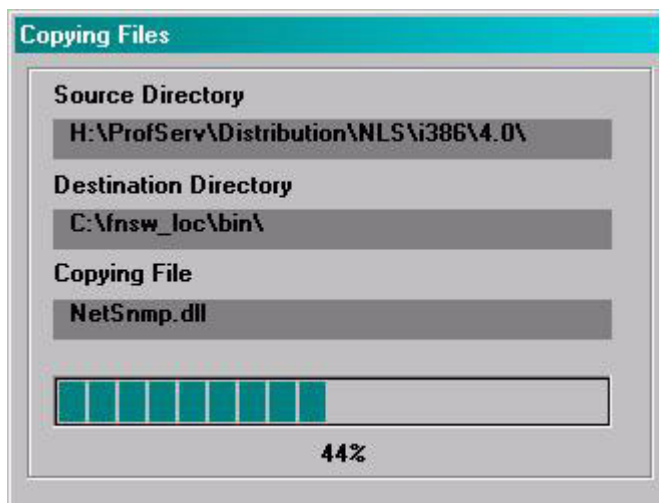 Copying Files
Source Directory
H:\ProfServ\Distribution\NLS\i386\4.0\
Destination Directory
C:\fnsw_loc\bin\
Copying File
NetSnmp.dll
44%